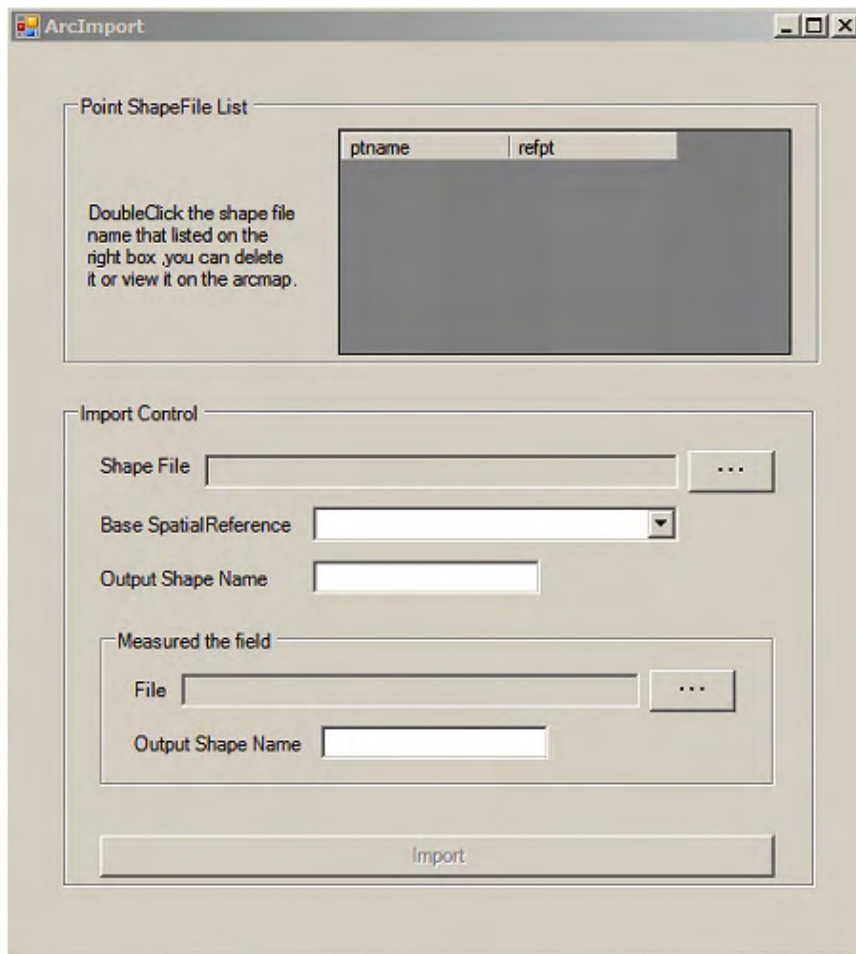 ArcImport
Point ShapeFile List
ptname refpt
DoubleClick the shape file
name that listed on the
right box ,you can delete
it or view it on the arcmap.
Import Control
Shape File ...
Base SpatialReference
Output Shape Name
Measured the field
File ...
Output Shape Name
Import